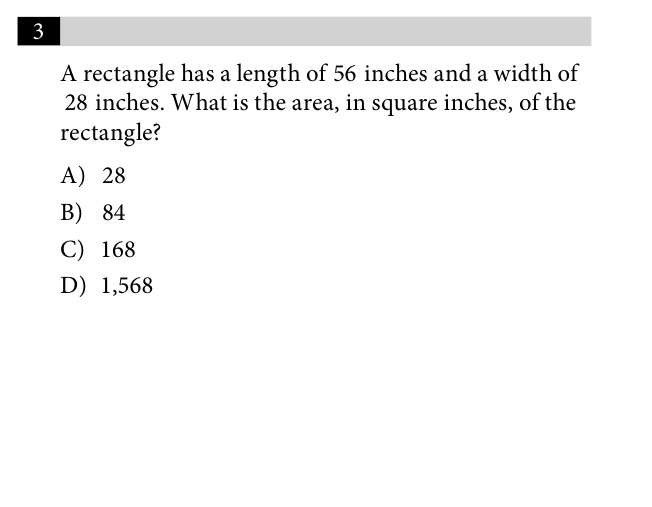 3
A rectangle has a length of 56 inches and a width of
28 inches. What is the area, in square inches, of the
rectangle?
A) 28
B) 84
C) 168
D) 1,568